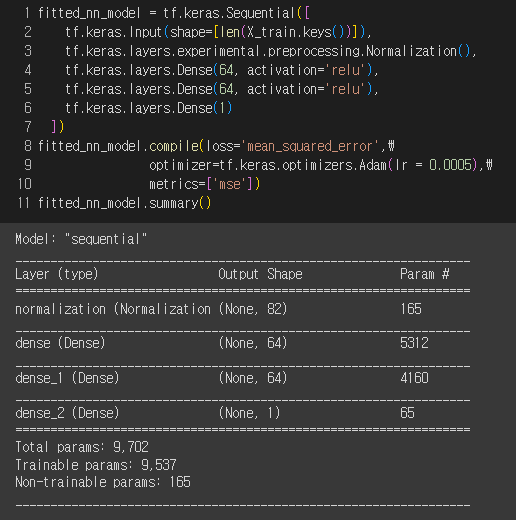 1 fitted_nn_model = tf.keras.Sequential([
2 tf.keras.Input(shape=[len(X_train.keys())]),
3 tf.keras.layers.experimental.preprocessing.Normalization(),
4 tf.keras.layers.Dense(64, activation='relu'),
5 tf.keras.layers.Dense(64, activation='relu'),
6 tf.keras.layers.Dense(1)
7 ])
8 fitted_nn_model.compile(loss='mean_squared_error',₩
9 optimizer=tf.keras.optimizers.Adam(lr = 0.0005),₩
10 metrics=['mse'])
11 fitted_nn_model.summary()
Model: "sequential"
_________________________________________________________________
Layer (type) Output Shape Param #
=================================================================
normalization (Normalization (None, 82) 165
_________________________________________________________________
dense (Dense) (None, 64) 5312
_________________________________________________________________
dense_1 (Dense) (None, 64) 4160
_________________________________________________________________
dense_2 (Dense) (None, 1) 65
=================================================================
Total params: 9,702
Trainable params: 9,537
Non-trainable params: 165
_________________________________________________________________